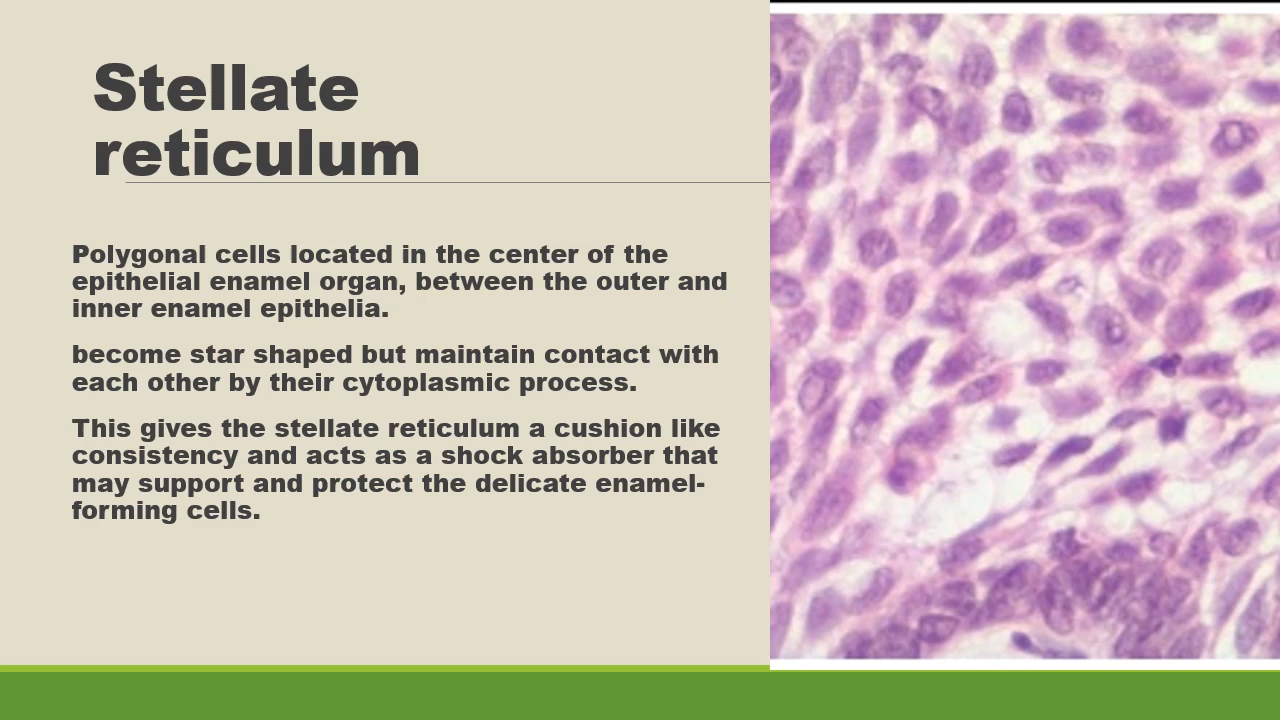 Stellate
reticulum
Polygonal cells located in the center of the
epithelial enamel organ, between the outer and
inner enamel epithelia.
become star shaped but maintain contact with
each other by their cytoplasmic process.
This gives the stellate reticulum a cushion like
consistency and acts as a shock absorber that
may support and protect the delicate enamel-
forming cells.